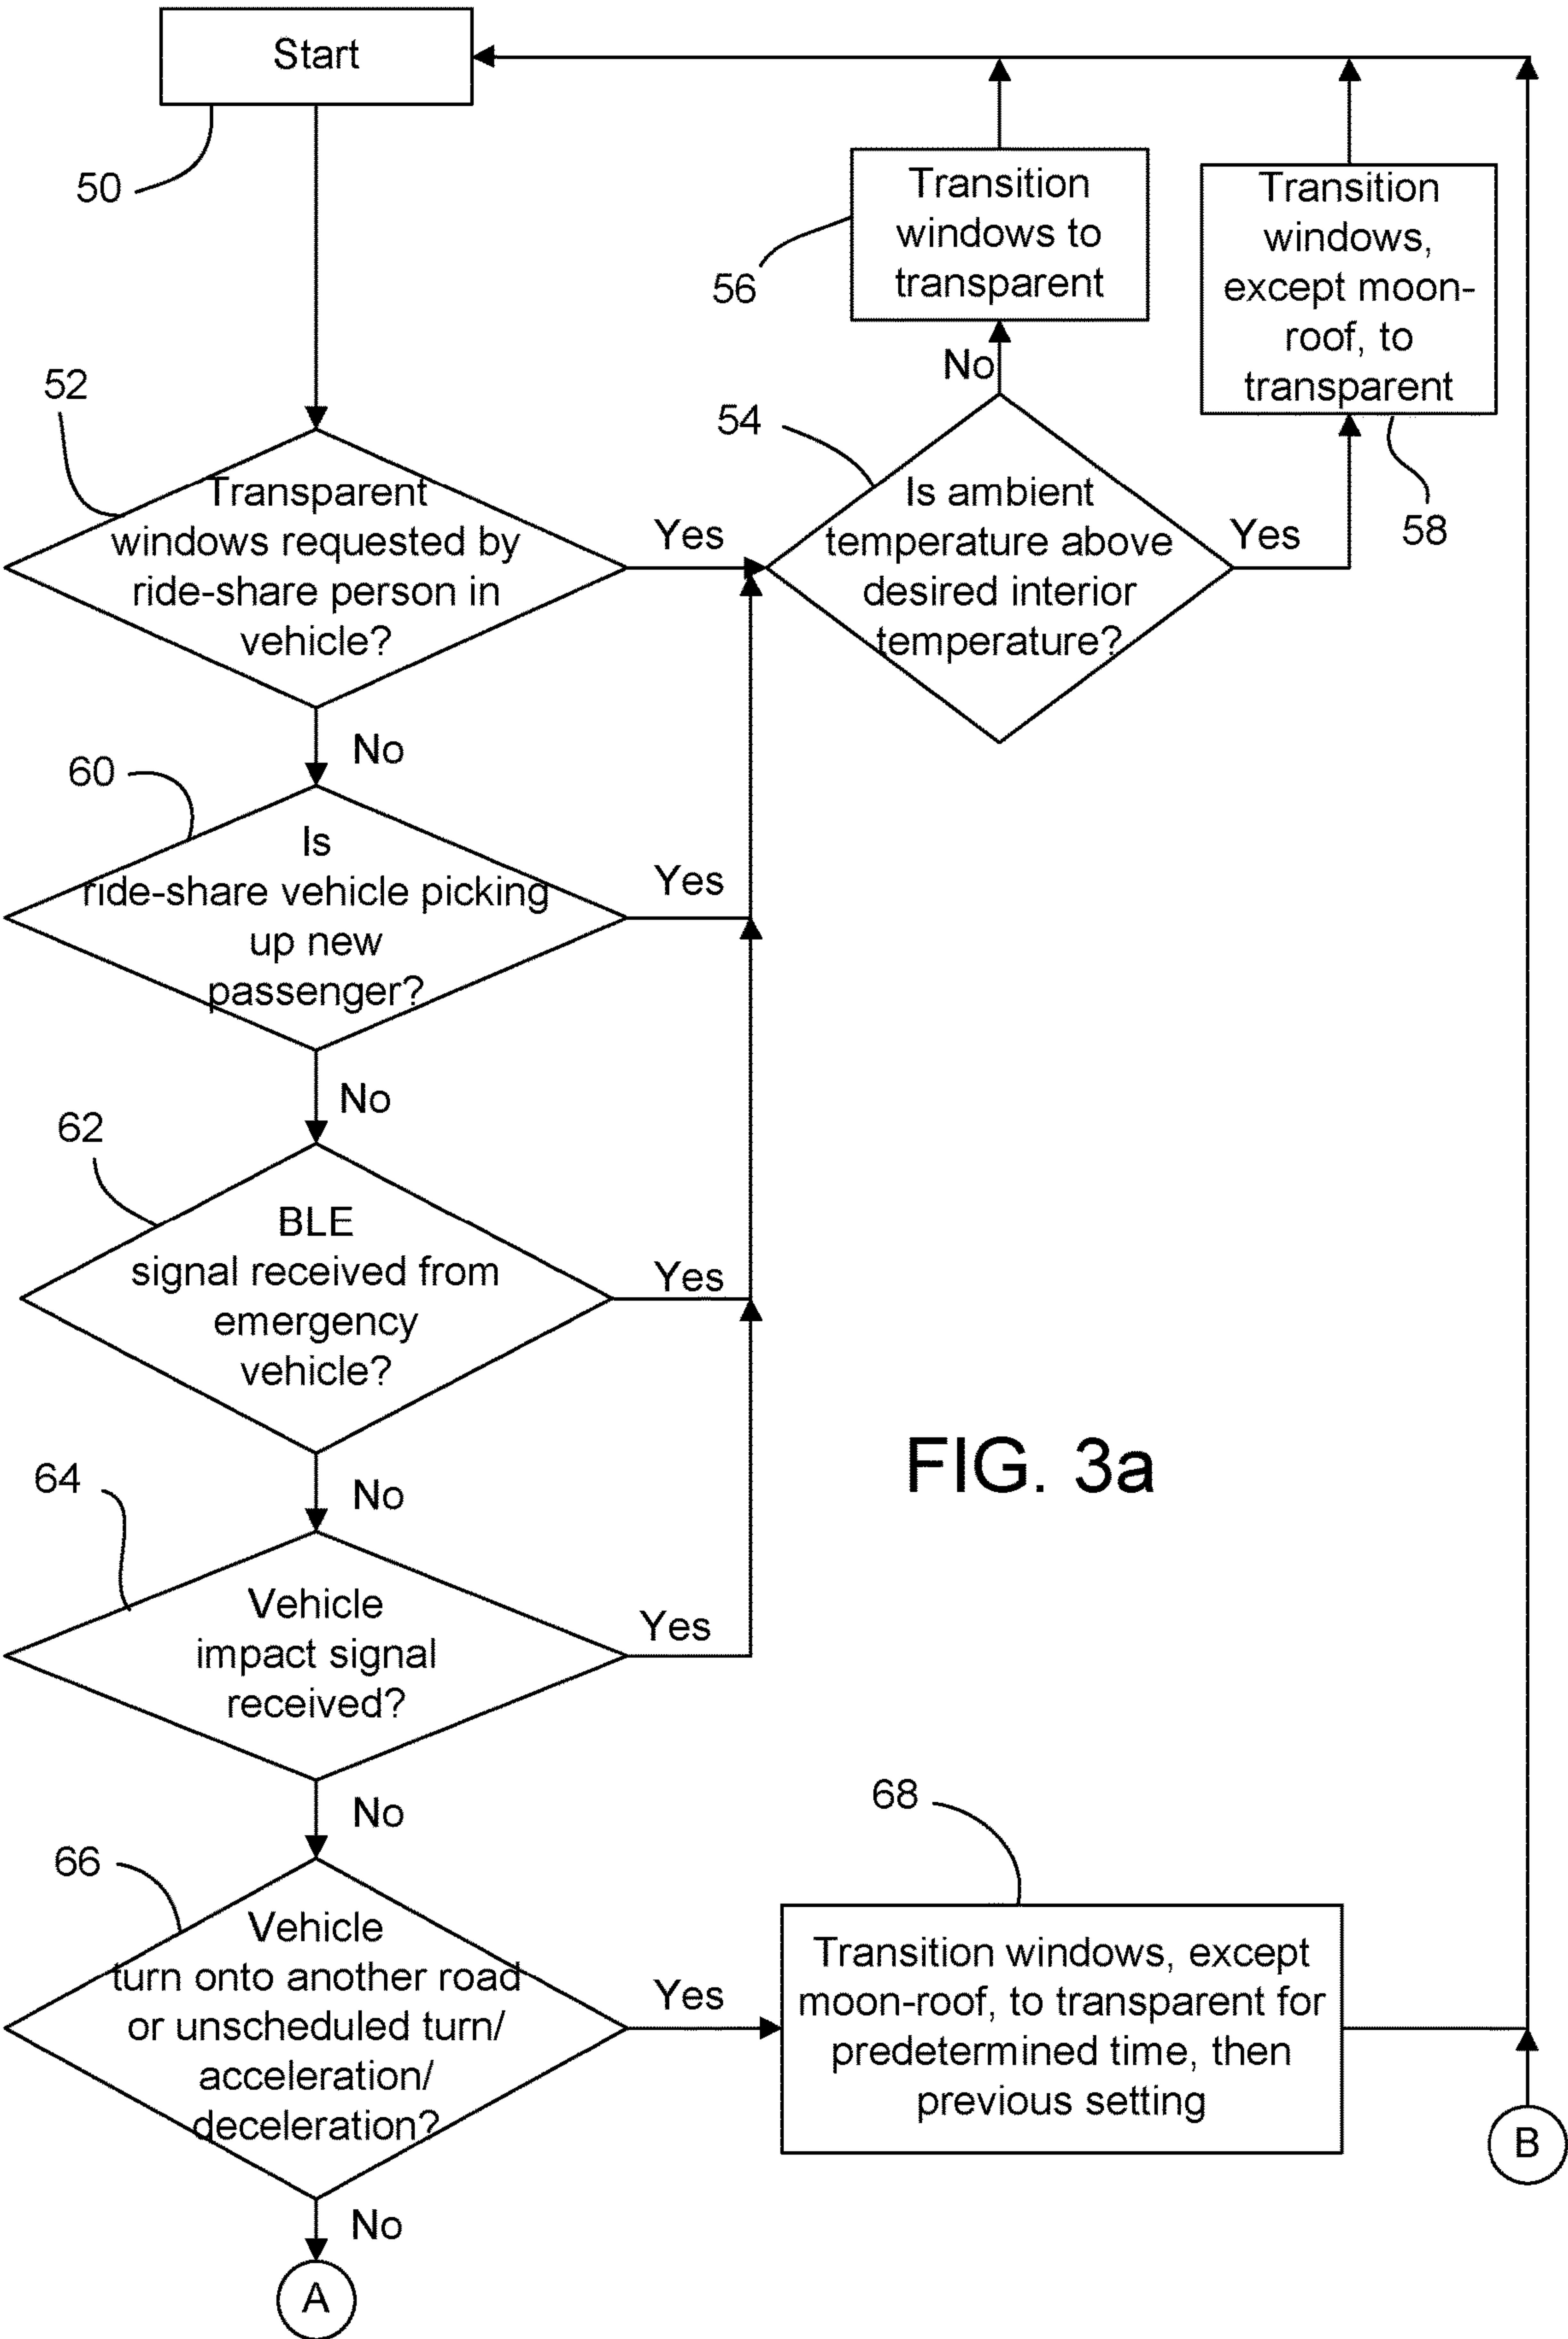 Start
50
Transition
windows to
transparent
56
Transition
windows,
except moon-
roof, to
transparent
58
No
52
Transparent
windows requested by
ride-share person in
vehicle?
Yes
54
Is ambient
temperature above
desired interior
temperature?
Yes
No
60
Is
ride-share vehicle picking
up new
passenger?
Yes
No
62
BLE
signal received from
emergency
vehicle?
Yes
No
FIG. 3a
64
Vehicle
impact signal
received?
Yes
No
66
Vehicle
turn onto another road
or unscheduled turn/
acceleration/
deceleration?
Yes
68
Transition windows, except
moon-roof, to transparent for
predetermined time, then
previous setting
B
No
A